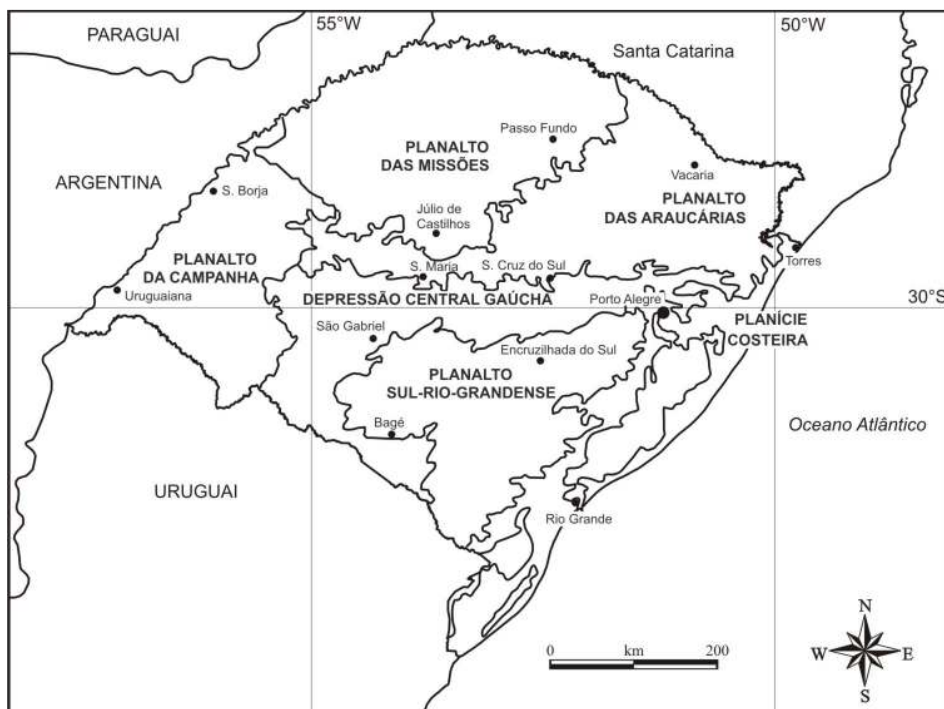 55°W
50°W
PARAGUAI
Santa Catarina
Passo Fundo
PLANALTO
DAS MISSÕES
Vacaria
ARGENTINA
S. Borja
PLANALTO
DAS ARAUCÁRIAS
Júlio de
Castilhos
PLANALTO
DA CAMPANHA
S. Maria
S. Cruz do Sul
Torres
Uruguaiana
DEPRESSÃO CENTRAL GAÚCHA
Porto Alegre
30°S
PLANÍCIE
COSTEIRA
São Gabriel
Encruzilhada do Sul
PLANALTO
SUL-RIO-GRANDENSE
Bagé
Oceano Atlântico
URUGUAI
Rio Grande
0 km 200
N
W E
S